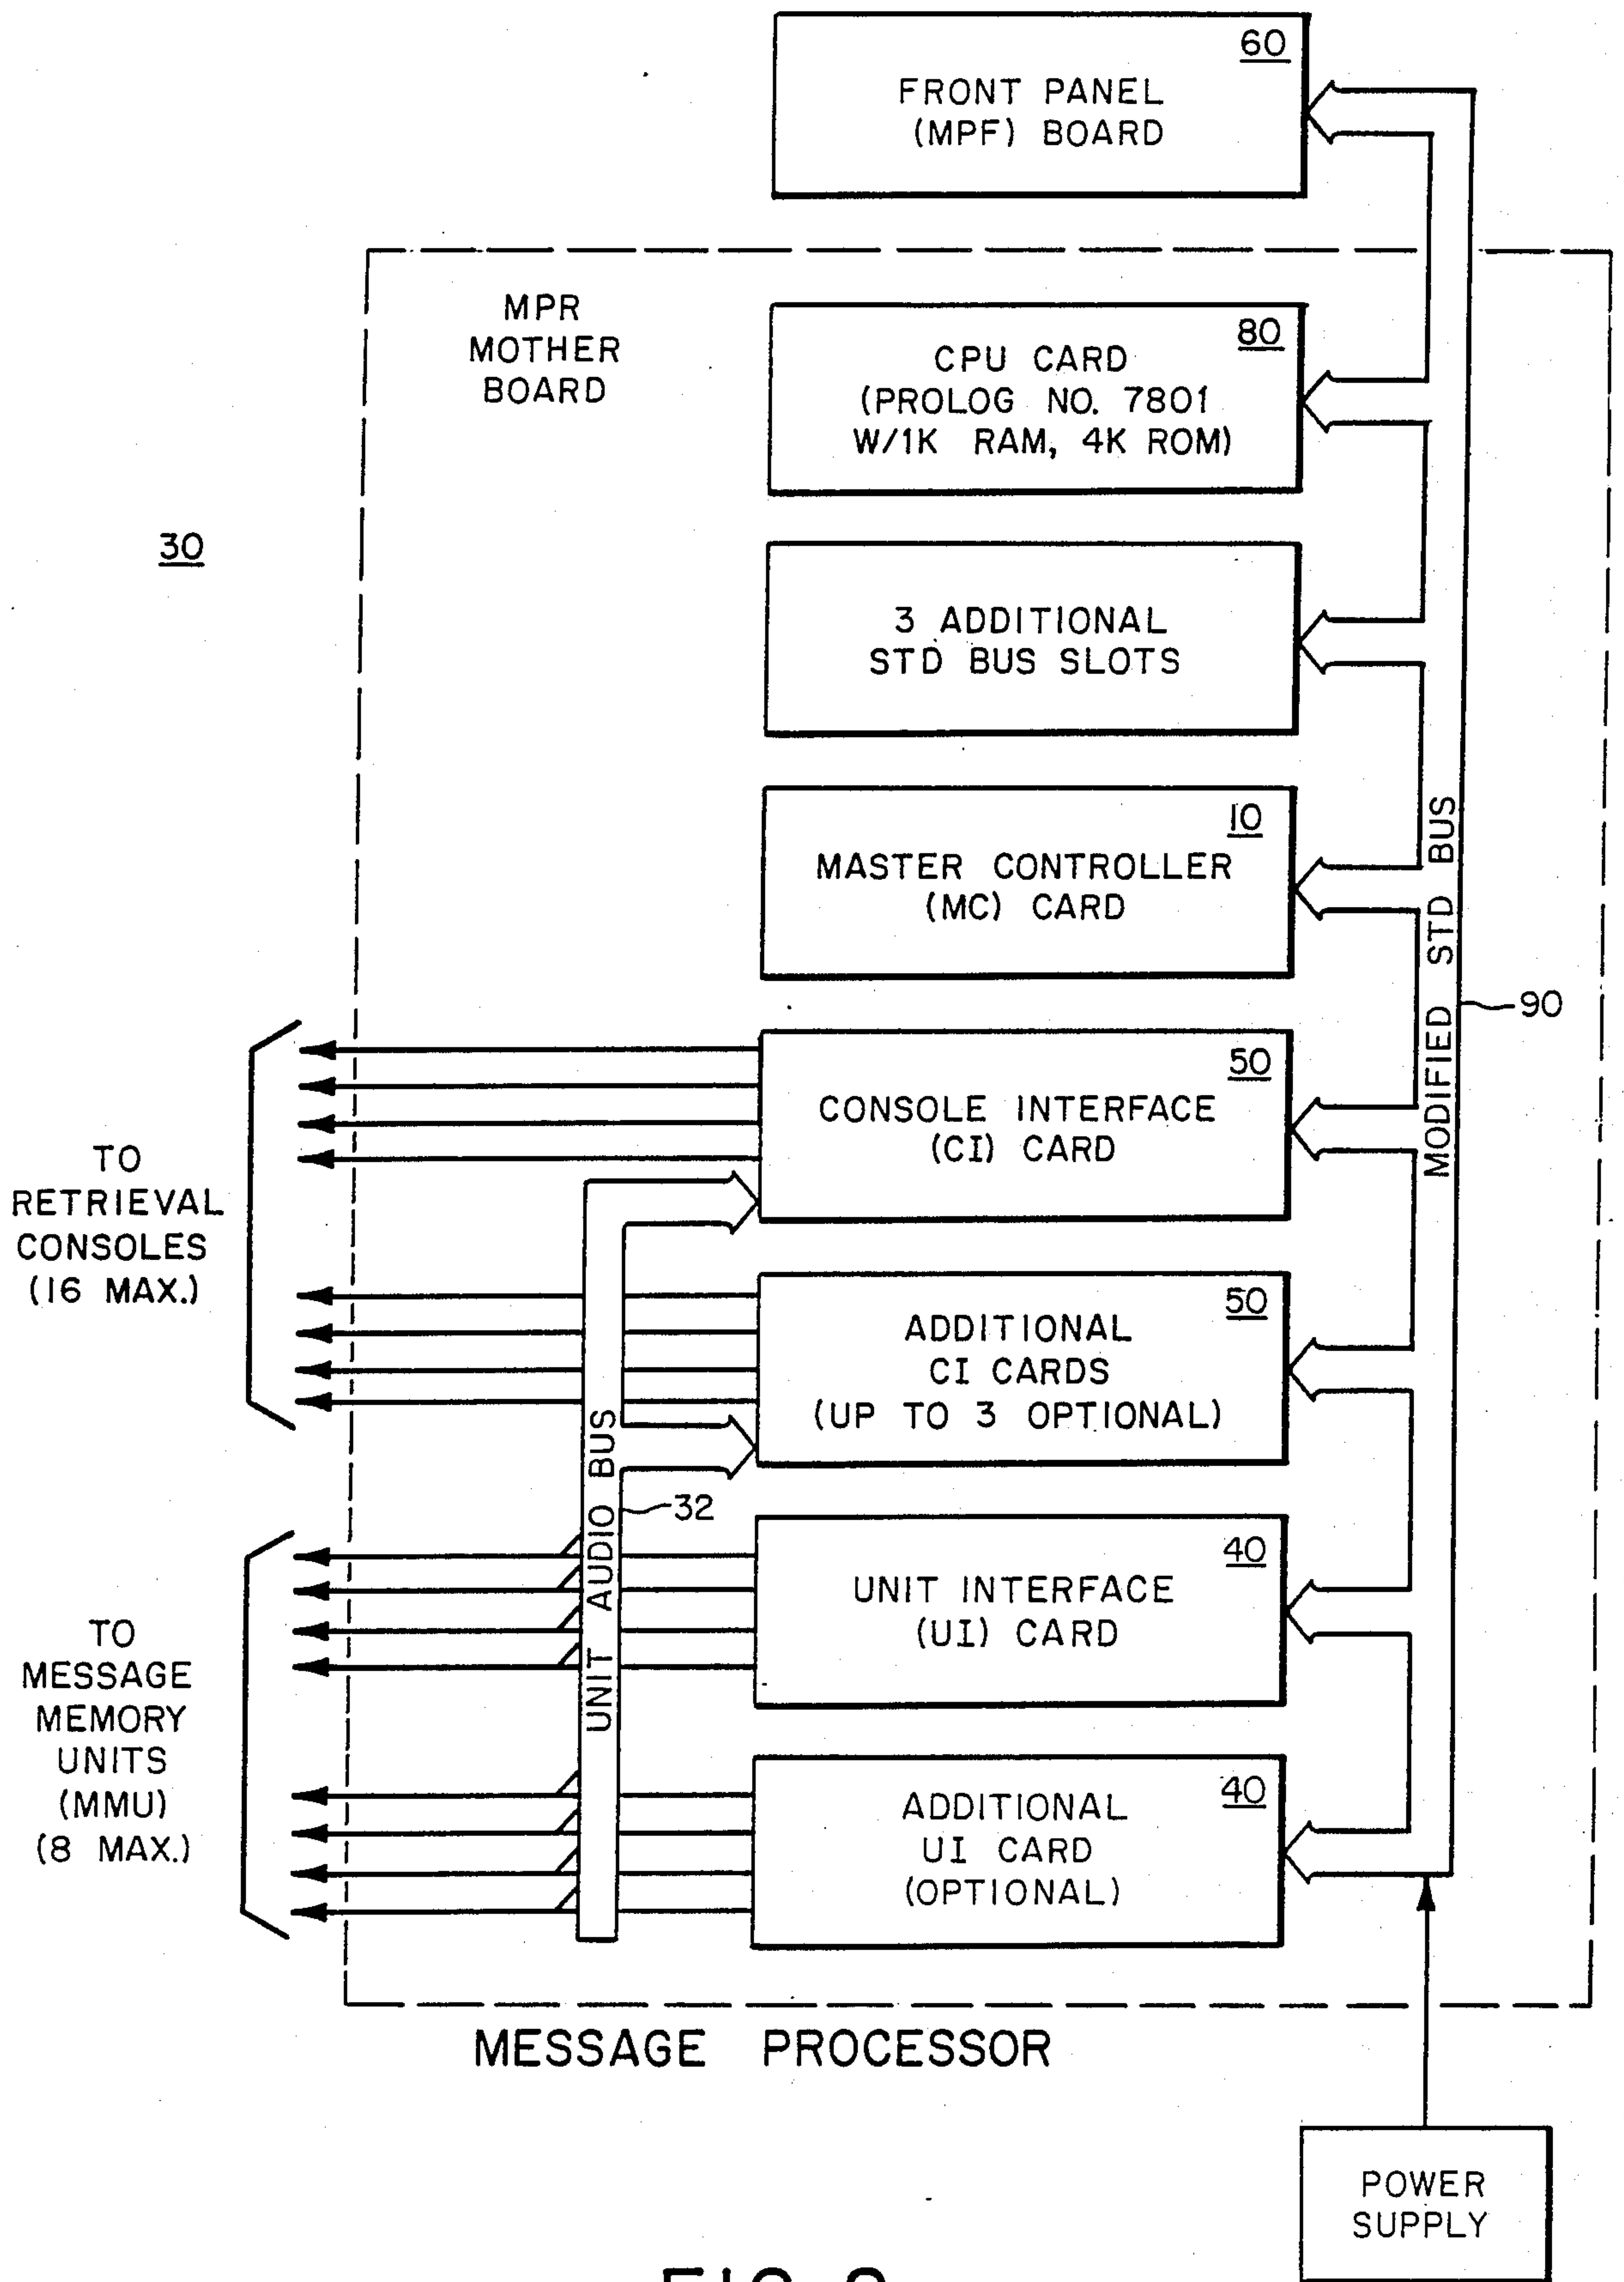 60
FRONT PANEL
(MPF) BOARD
MPR
MOTHER
BOARD
80
CPU CARD
(PROLOG NO. 7801
W/1K RAM, 4K ROM)
30
3 ADDITIONAL
STD BUS SLOTS
10
MASTER CONTROLLER
(MC) CARD
MODIFIED STD BUS
90
50
CONSOLE INTERFACE
(CI) CARD
TO
RETRIEVAL
CONSOLES
(16 MAX.)
50
ADDITIONAL
CI CARDS
(UP TO 3 OPTIONAL)
UNIT AUDIO BUS
32
40
UNIT INTERFACE
(UI) CARD
TO
MESSAGE
MEMORY
UNITS
(MMU)
(8 MAX.)
40
ADDITIONAL
UI CARD
(OPTIONAL)
MESSAGE PROCESSOR
POWER
SUPPLY